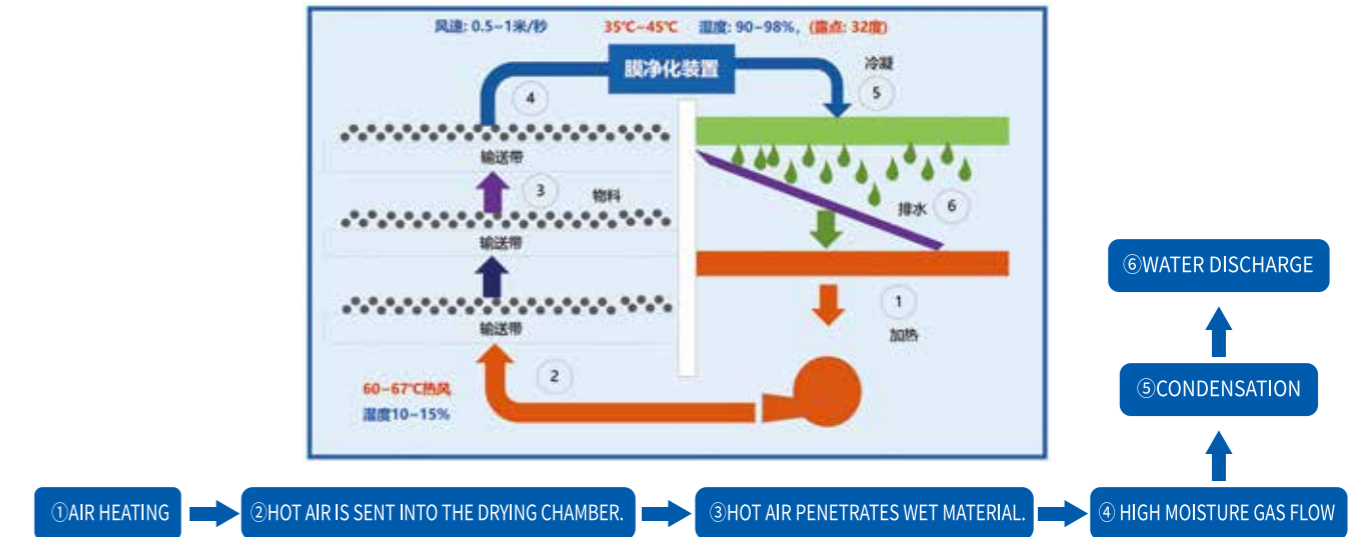 风速: 0.5~1米/秒 35℃~45℃ 湿度: 90~98%, (露点: 32度)
膜净化装置
冷凝
4
5
输送带
3
物料
排水
6
输送带
1
输送带
加热
2
60~67℃热风
湿度10~15%
⑥WATER DISCHARGE
⑤CONDENSATION
①AIR HEATING
②HOT AIR IS SENT INTO THE DRYING CHAMBER.
③HOT AIR PENETRATES WET MATERIAL.
④ HIGH MOISTURE GAS FLOW